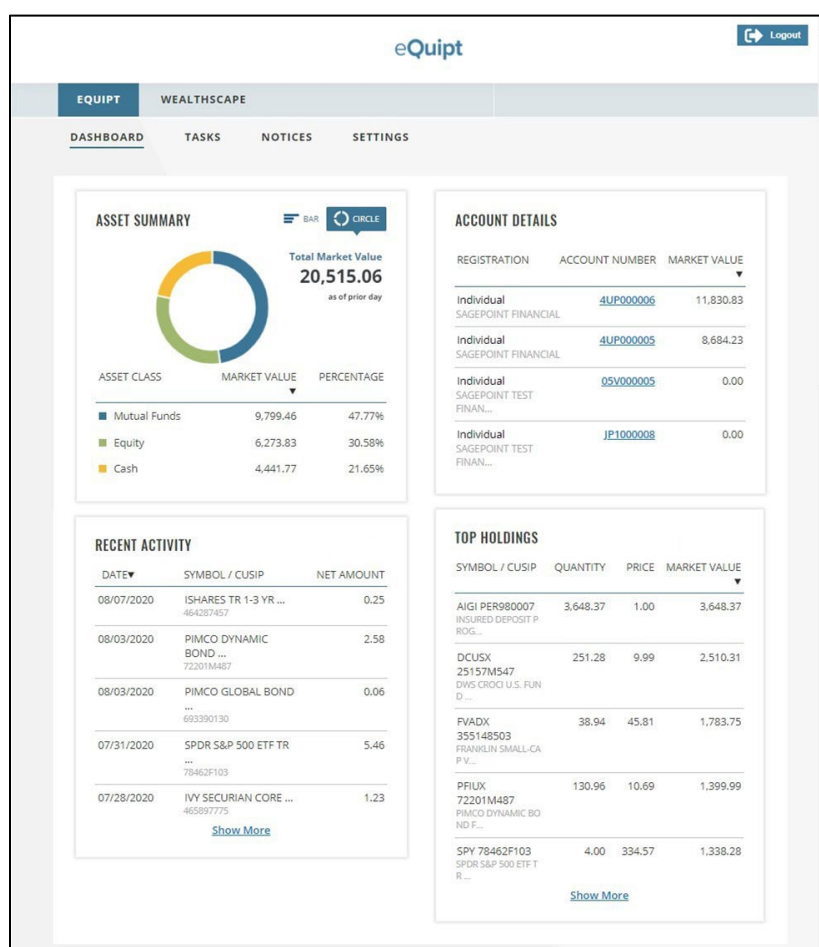 eQuipt
Logout
EQUIPT WEALTHSCAPE
DASHBOARD TASKS NOTICES SETTINGS
ASSET SUMMARY
BAR CIRCLE
Total Market Value
20,515.06
as of prior day
ASSET CLASS MARKET VALUE ▼ PERCENTAGE
Mutual Funds 9,799.46 47.77%
Equity 6,273.83 30.58%
Cash 4,441.77 21.65%
ACCOUNT DETAILS
REGISTRATION ACCOUNT NUMBER MARKET VALUE ▼
Individual 4UP000006 11,830.83
SAGEPOINT FINANCIAL
Individual 4UP000005 8,684.23
SAGEPOINT FINANCIAL
Individual 05V000005 0.00
SAGEPOINT TEST
FINAN...
Individual JP1000008 0.00
SAGEPOINT TEST
FINAN...
RECENT ACTIVITY
DATE▼ SYMBOL / CUSIP NET AMOUNT
08/07/2020 ISHARES TR 1-3 YR ... 0.25
464287457
08/03/2020 PIMCO DYNAMIC 2.58
BOND ...
72201M487
08/03/2020 PIMCO GLOBAL BOND 0.06
...
693390130
07/31/2020 SPDR S&P 500 ETF TR 5.46
...
78462F103
07/28/2020 IVY SECURIAN CORE ... 1.23
465897775
Show More
TOP HOLDINGS
SYMBOL / CUSIP QUANTITY PRICE MARKET VALUE ▼
AIGI PER980007 3,648.37 1.00 3,648.37
INSURED DEPOSIT P
ROG...
DCUSX 251.28 9.99 2,510.31
25157M547
DWS CROCI U.S. FUN
D ...
FVADX 38.94 45.81 1,783.75
355148503
FRANKLIN SMALL-CA
P V...
PFIUX 130.96 10.69 1,399.99
72201M487
PIMCO DYNAMIC BO
ND F...
SPY 78462F103 4.00 334.57 1,338.28
SPDR S&P 500 ETF T
R ...
Show More